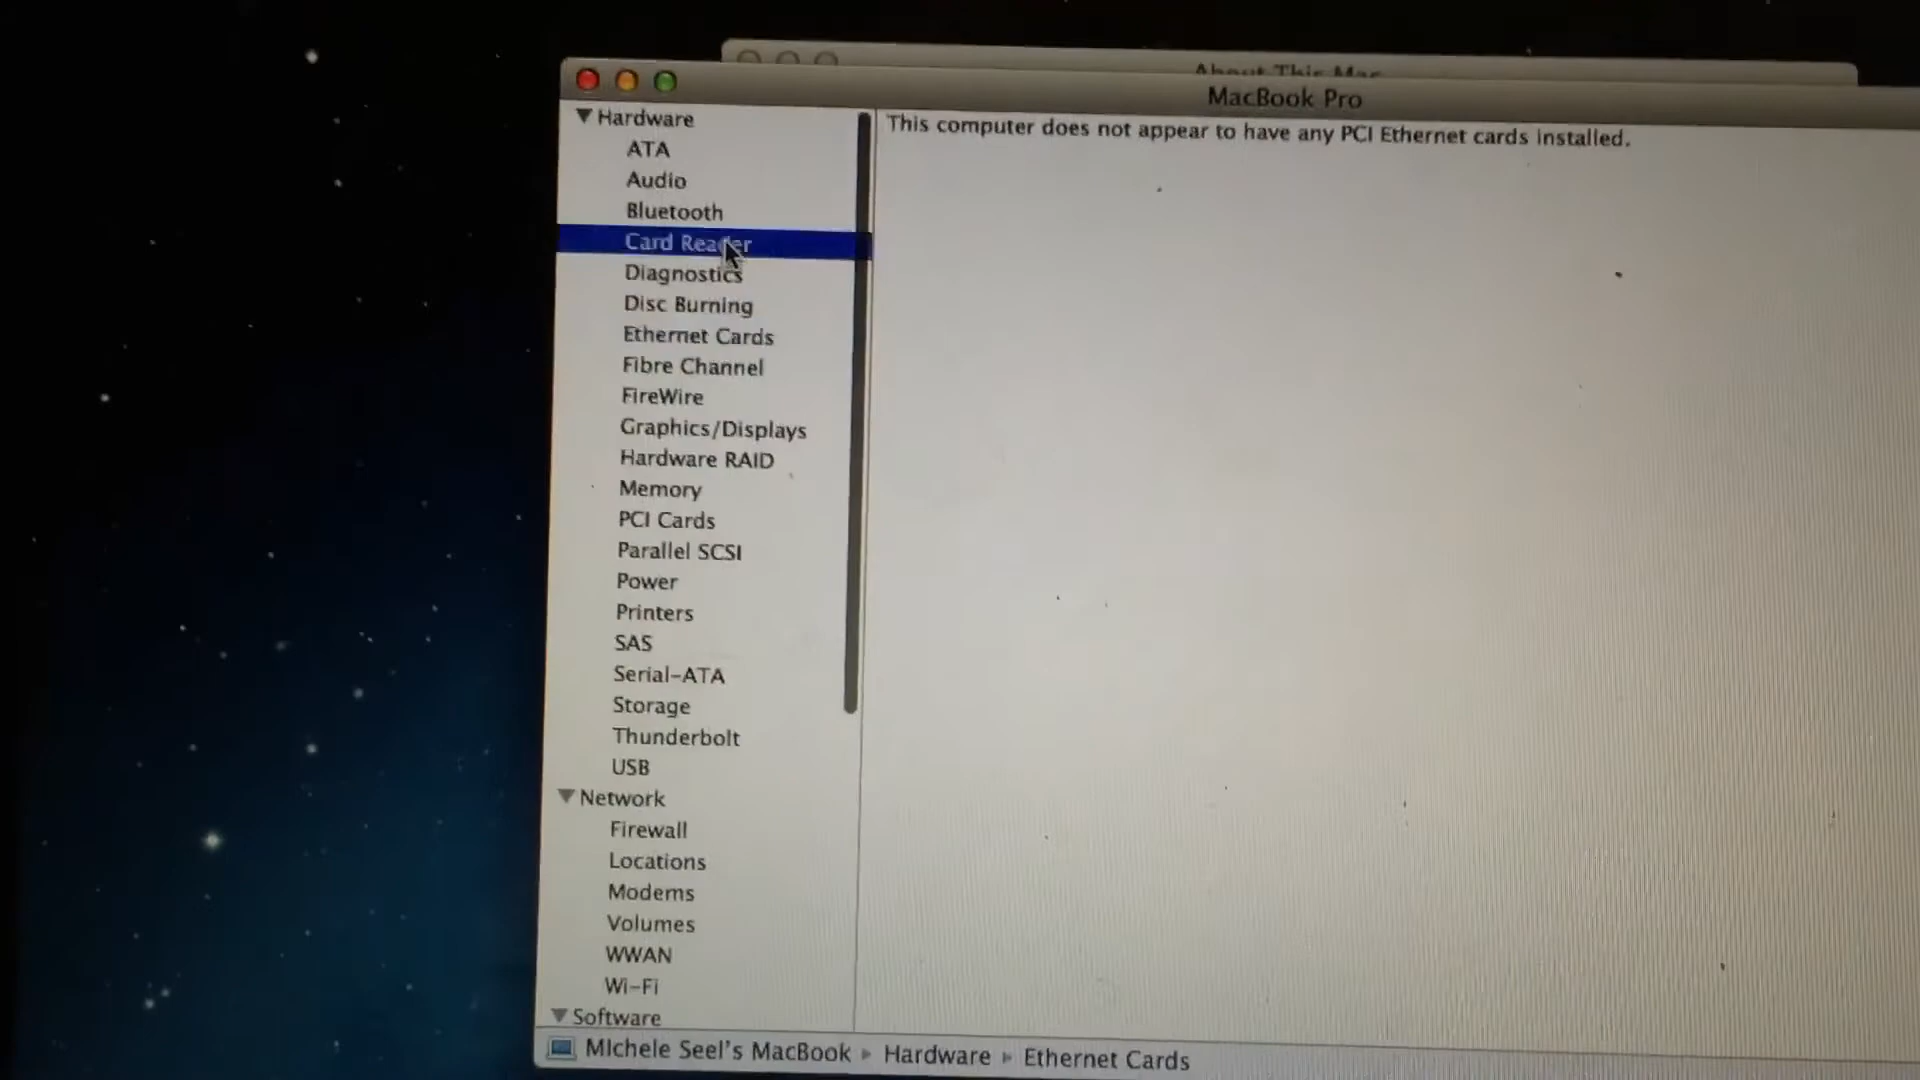 About This Mac
MacBook Pro
Hardware
ATA
Audio
Bluetooth
Card Reader
Diagnostics
Disc Burning
Ethernet Cards
Fibre Channel
FireWire
Graphics/Displays
Hardware RAID
Memory
PCI Cards
Parallel SCSI
Power
Printers
SAS
Serial-ATA
Storage
Thunderbolt
USB
Network
Firewall
Locations
Modems
Volumes
WWAN
Wi-Fi
Software
This computer does not appear to have any PCI Ethernet cards installed.
MIchele Seel's MacBook ▸ Hardware ▸ Ethernet Cards